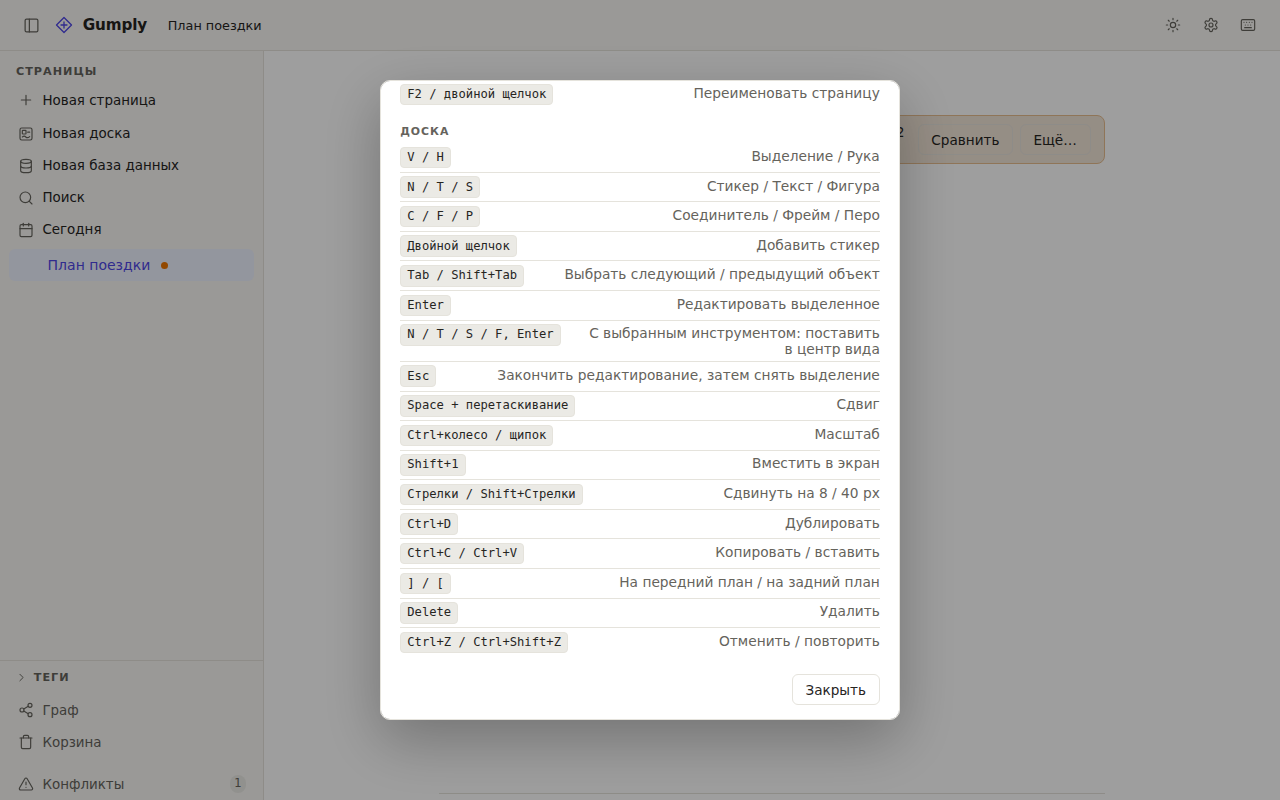 Gumply
План поездки
СТРАНИЦЫ
Новая страница
Новая доска
Новая база данных
Поиск
Сегодня
План поездки
ТЕГИ
Граф
Корзина
Конфликты 1
2 Сравнить Ещё...
F2 / двойной щелчок Переименовать страницу
ДОСКА
V / H Выделение / Рука
N / T / S Стикер / Текст / Фигура
C / F / P Соединитель / Фрейм / Перо
Двойной щелчок Добавить стикер
Tab / Shift+Tab Выбрать следующий / предыдущий объект
Enter Редактировать выделенное
N / T / S / F, Enter С выбранным инструментом: поставить
в центр вида
Esc Закончить редактирование, затем снять выделение
Space + перетаскивание Сдвиг
Ctrl+колесо / щипок Масштаб
Shift+1 Вместить в экран
Стрелки / Shift+Стрелки Сдвинуть на 8 / 40 px
Ctrl+D Дублировать
Ctrl+C / Ctrl+V Копировать / вставить
] / [ На передний план / на задний план
Delete Удалить
Ctrl+Z / Ctrl+Shift+Z Отменить / повторить
Закрыть